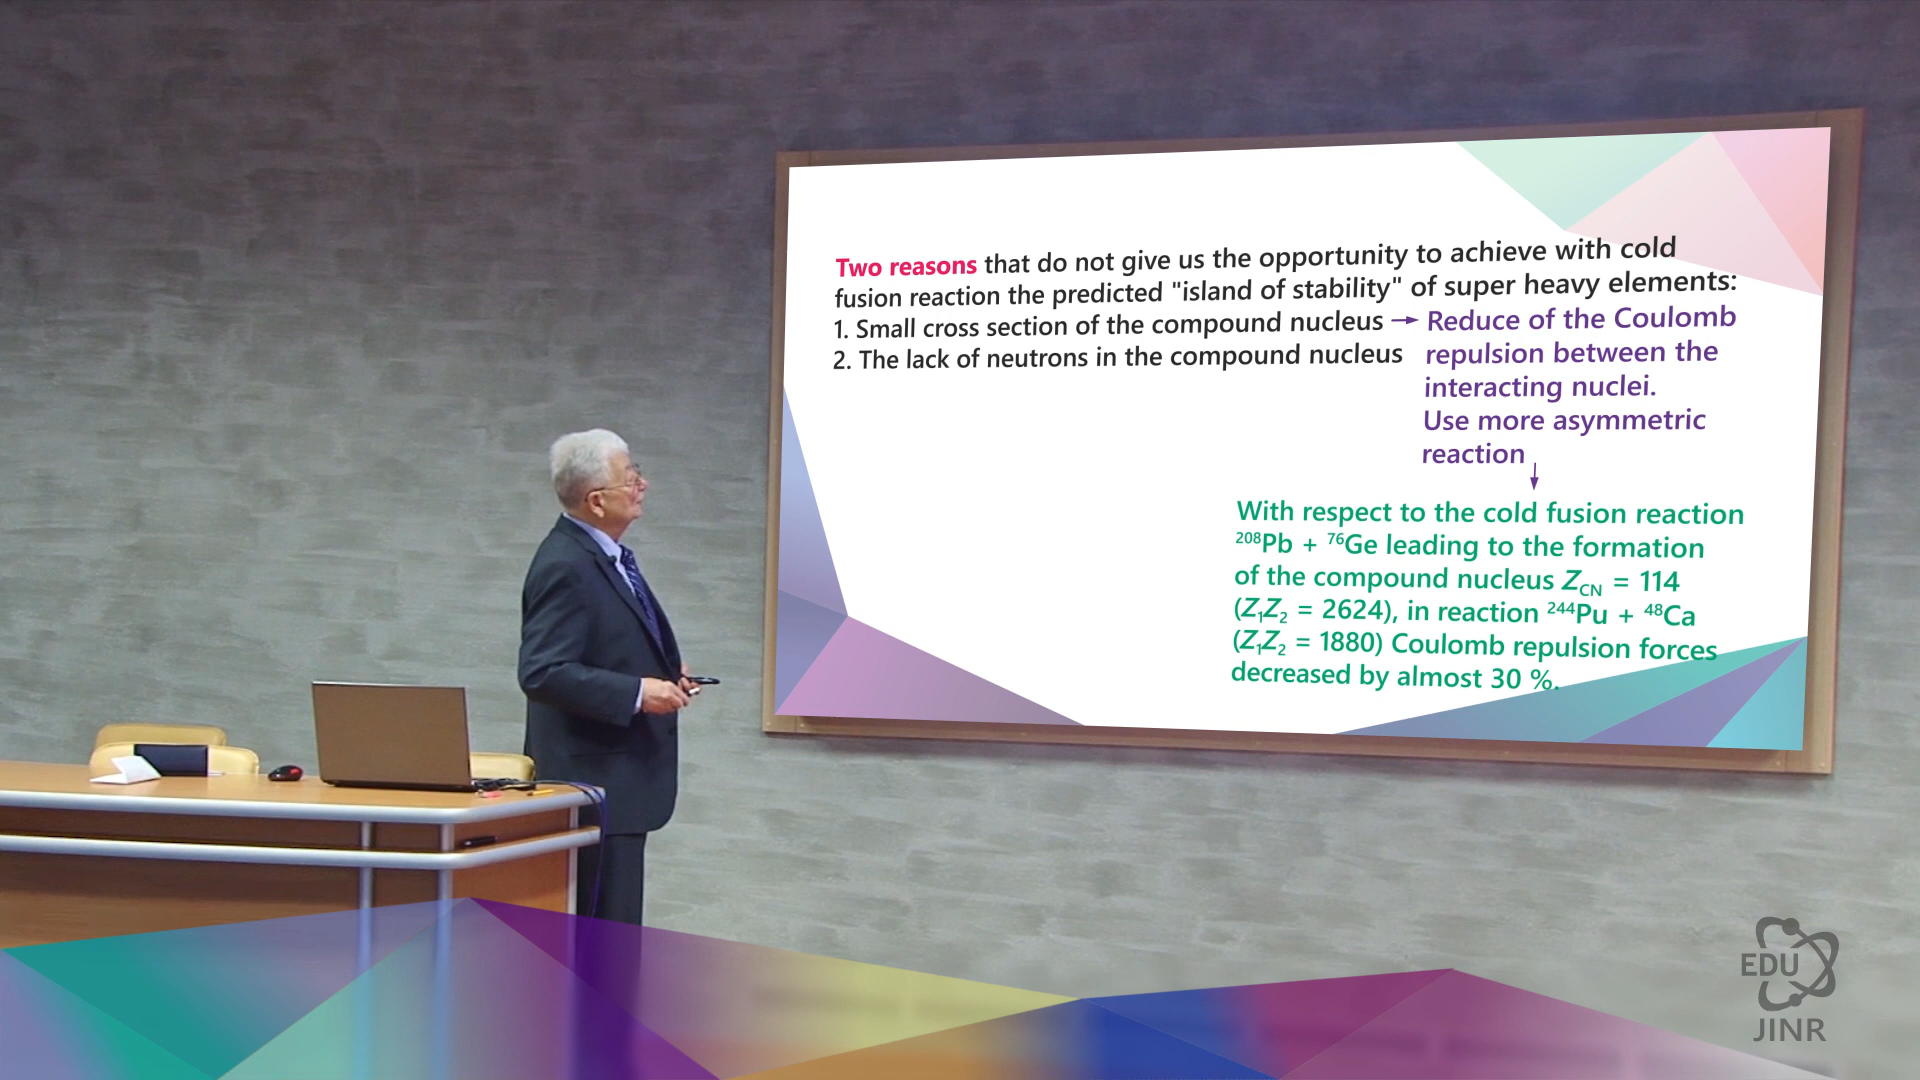 Two reasons that do not give us the opportunity to achieve with cold
fusion reaction the predicted "island of stability" of super heavy elements:
1. Small cross section of the compound nucleus → Reduce of the Coulomb
2. The lack of neutrons in the compound nucleus
repulsion between the
interacting nuclei.
Use more asymmetric
reaction
With respect to the cold fusion reaction
²⁰⁸Pb + ⁷⁶Ge leading to the formation
of the compound nucleus Z_CN = 114
(Z₁Z₂ = 2624), in reaction ²⁴⁴Pu + ⁴⁸Ca
(Z₁Z₂ = 1880) Coulomb repulsion forces
decreased by almost 30 %.
EDU
JINR